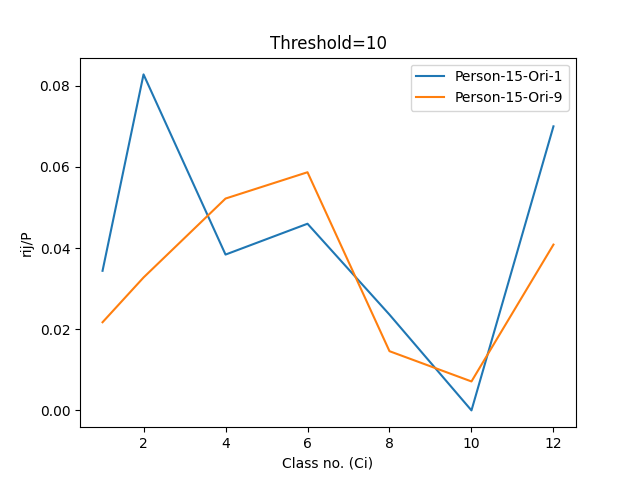 Threshold=10
Person-15-Ori-1
Person-15-Ori-9
rij/P
0.08
0.06
0.04
0.02
0.00
2 4 6 8 10 12
Class no. (Ci)